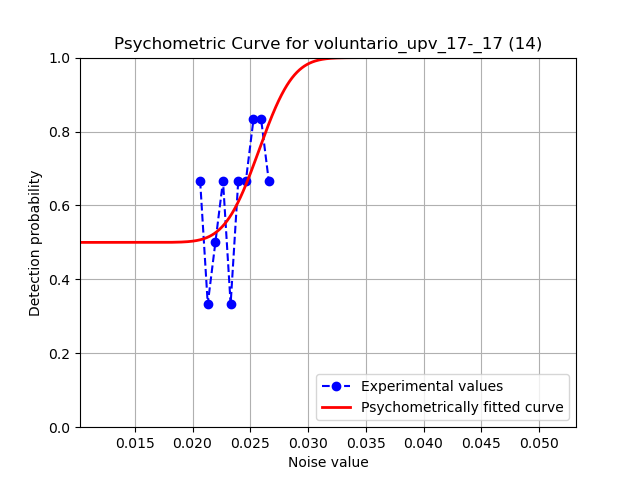 Psychometric Curve for voluntario_upv_17-_17 (14)
1.0
0.8
0.6
0.4
0.2
0.0
Detection probability
Experimental values
Psychometrically fitted curve
0.015 0.020 0.025 0.030 0.035 0.040 0.045 0.050
Noise value